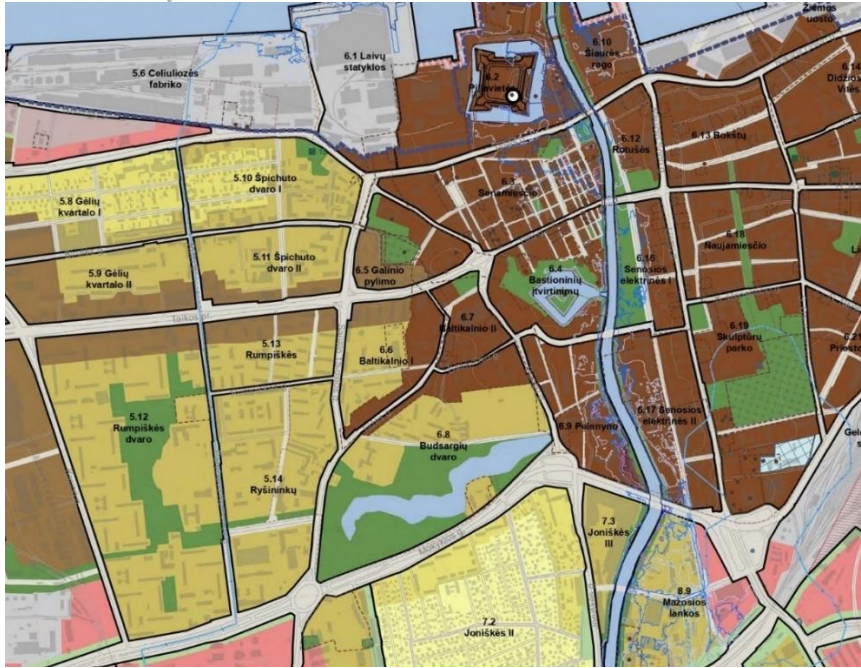 Žiemos
uosto
6.10
Šiaurės
rago
6.1 Laivų
statyklos
5.6 Celiuliozės
fabriko
6.2
6.14
Didžiosios
Vitės
6.12
Rotušės
6.13 Bokštų
5.10 Špichuto
dvaro I
6.3
Senamiesčio
5.8 Gėlių
kvartalo I
6.18
Naujamiesčio
5.11 Špichuto
dvaro II
5.9 Gėlių
kvartalo II
6.5 Galinio
pylimo
6.4
Bastioninių
įtvirtinimų
6.16
Senosios
elektrinės I
Taikos pr.
6.7
Baltikalnio II
6.19
Skulptūrų
parko
5.13
Rumpiškės
6.6
Baltikalnio I
6.21
5.12
Rumpiškės
dvaro
6.8
Budsargių
dvaro
6.9
Senosios
elektrinės II
5.14
Ryšininkų
7.3
Joniškės
III
Mokyklos g.
8.9
Mažosios
lankos
7.2
Joniškės II